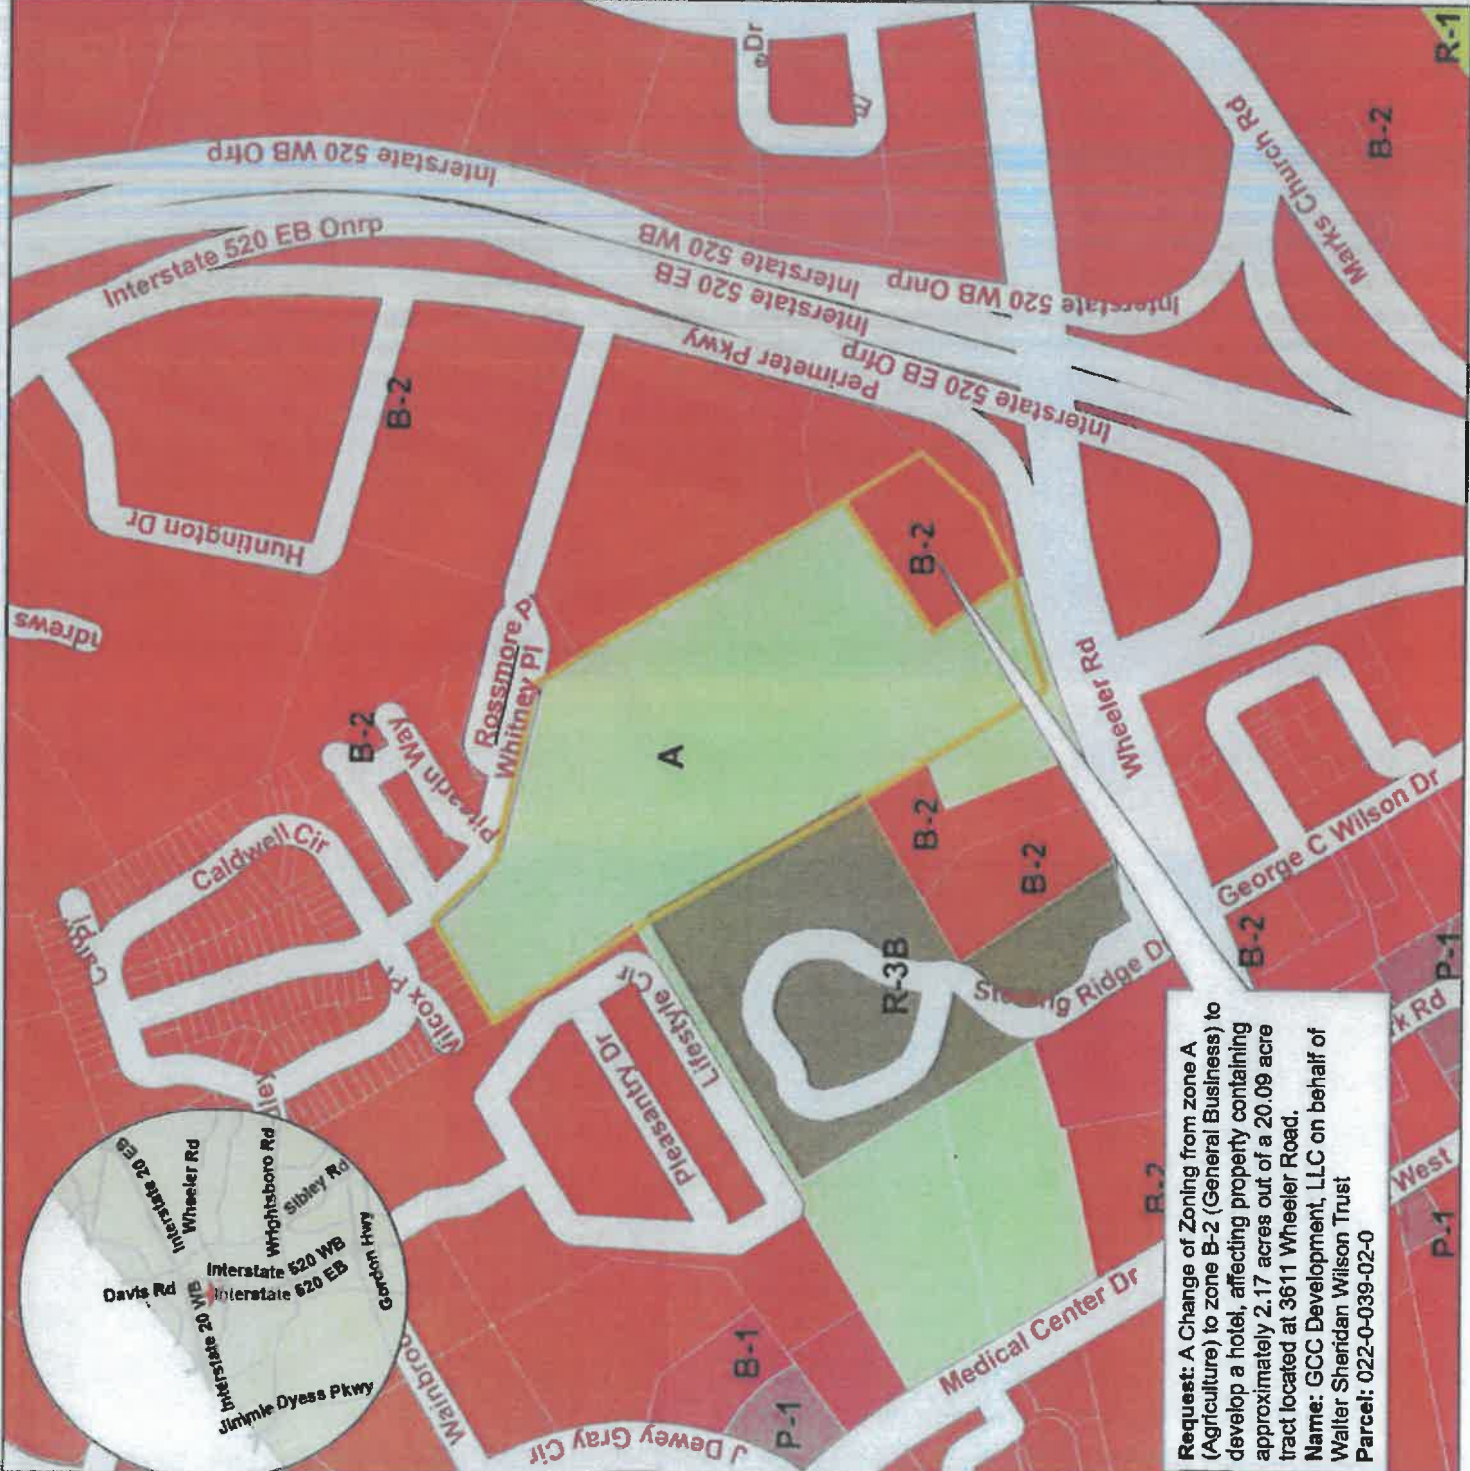 Interstate 520 WB Ofrp
Interstate 520 EB Onrp
Interstate 520 WB
Interstate 520 EB
Interstate 520 WB Onrp
Interstate 520 EB Ofrp
Perimeter Pkwy
Marks Church Rd
R-1
B-2
B-2
Huntington Dr
Rossmore
Whitney Pl
B-2
Pitcarin Way
Caldwell Cir
B-2
A
Wheeler Rd
B-2
B-2
George C Wilson Dr
B-2
R-3B
Sterling Ridge
Lifestyle Cir
Pleasantry Dr
P-1
B-2
rk Rd
West
P-1
Medical Center Dr
B-1
P-1
J Dewey Gray Cir
Interstate 20 EB
Wheeler Rd
Wrightsboro Rd
Sibley Rd
Davis Rd
Interstate 20 WB
Interstate 520 WB
Interstate 520 EB
Gordon Hwy
Jimmie Dyess Pkwy
Request: A Change of Zoning from zone A
(Agriculture) to zone B-2 (General Business) to
develop a hotel, affecting property containing
approximately 2.17 acres out of a 20.09 acre
tract located at 3611 Wheeler Road.
Name: GCC Development, LLC on behalf of
Walter Sheridan Wilson Trust
Parcel: 022-0-039-02-0